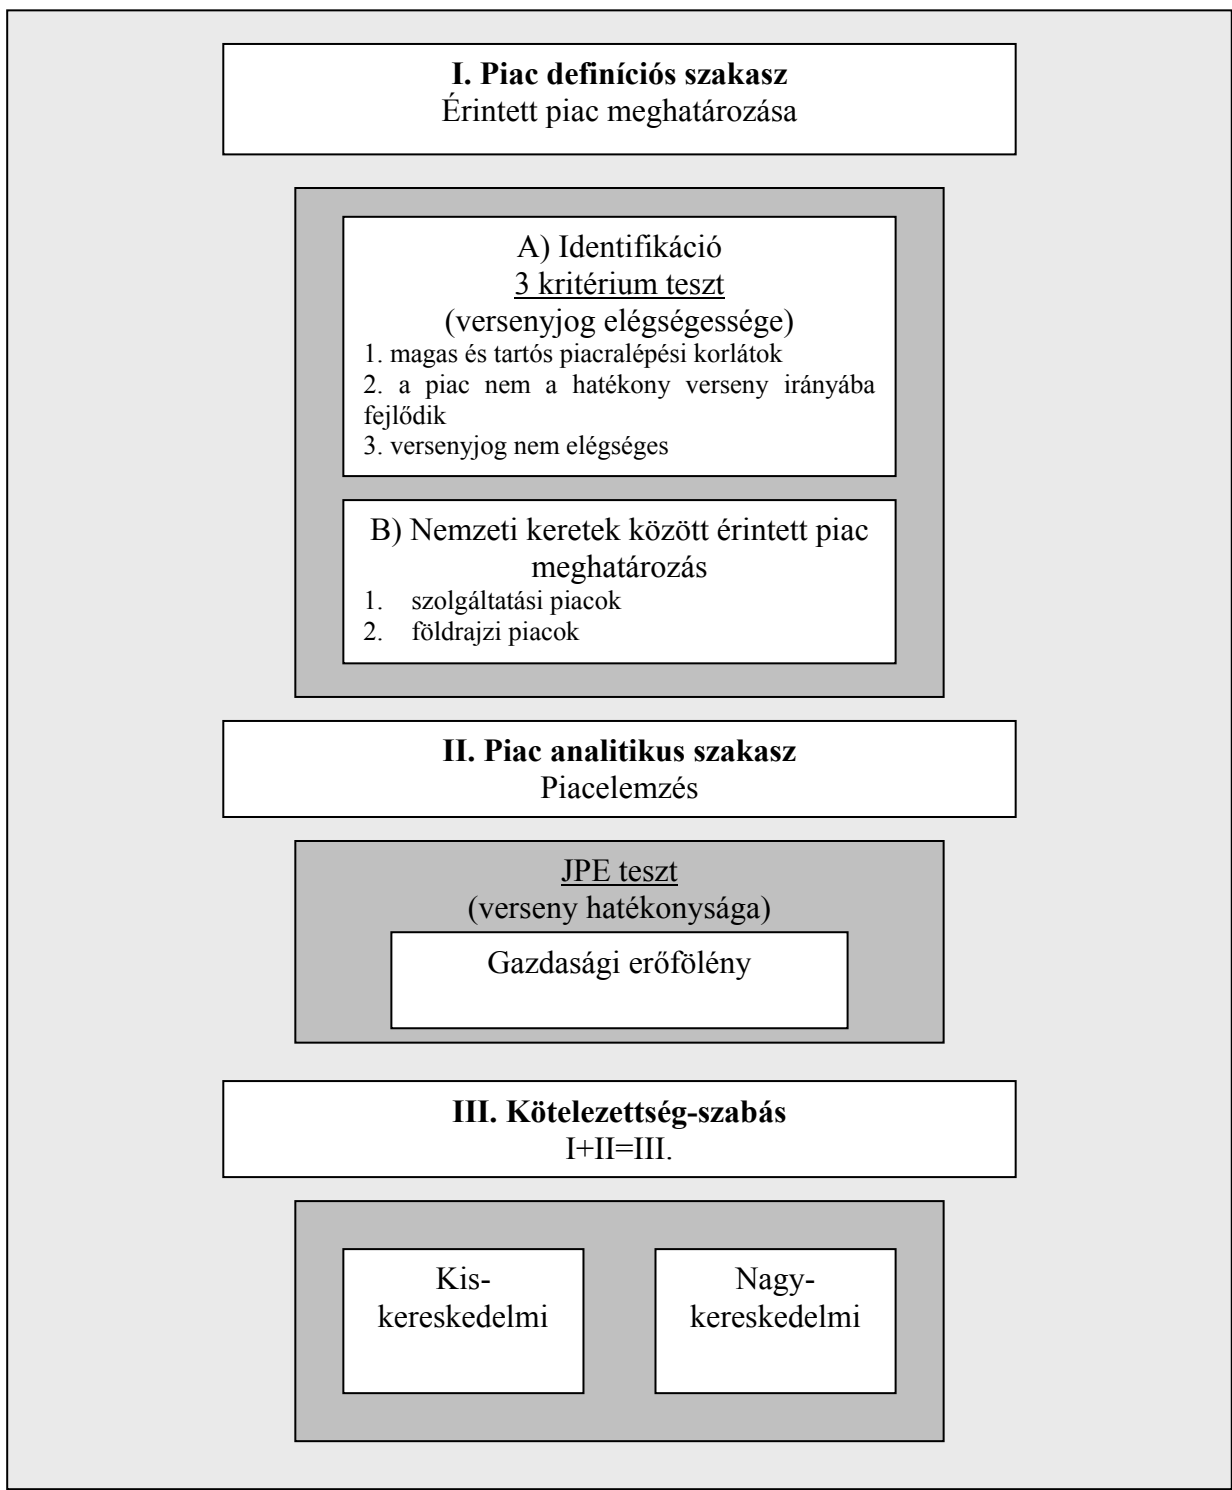 I. Piac definíciós szakasz
Érintett piac meghatározása
A) Identifikáció
3 kritérium teszt
(versenyjog elégségessége)
1. magas és tartós piacralépési korlátok
2. a piac nem a hatékony verseny irányába
fejlődik
3. versenyjog nem elégséges
B) Nemzeti keretek között érintett piac
meghatározás
1. szolgáltatási piacok
2. földrajzi piacok
II. Piac analitikus szakasz
Piacelemzés
JPE teszt
(verseny hatékonysága)
Gazdasági erőfölény
III. Kötelezettség-szabás
I+II=III.
Kis-
kereskedelmi
Nagy-
kereskedelmi